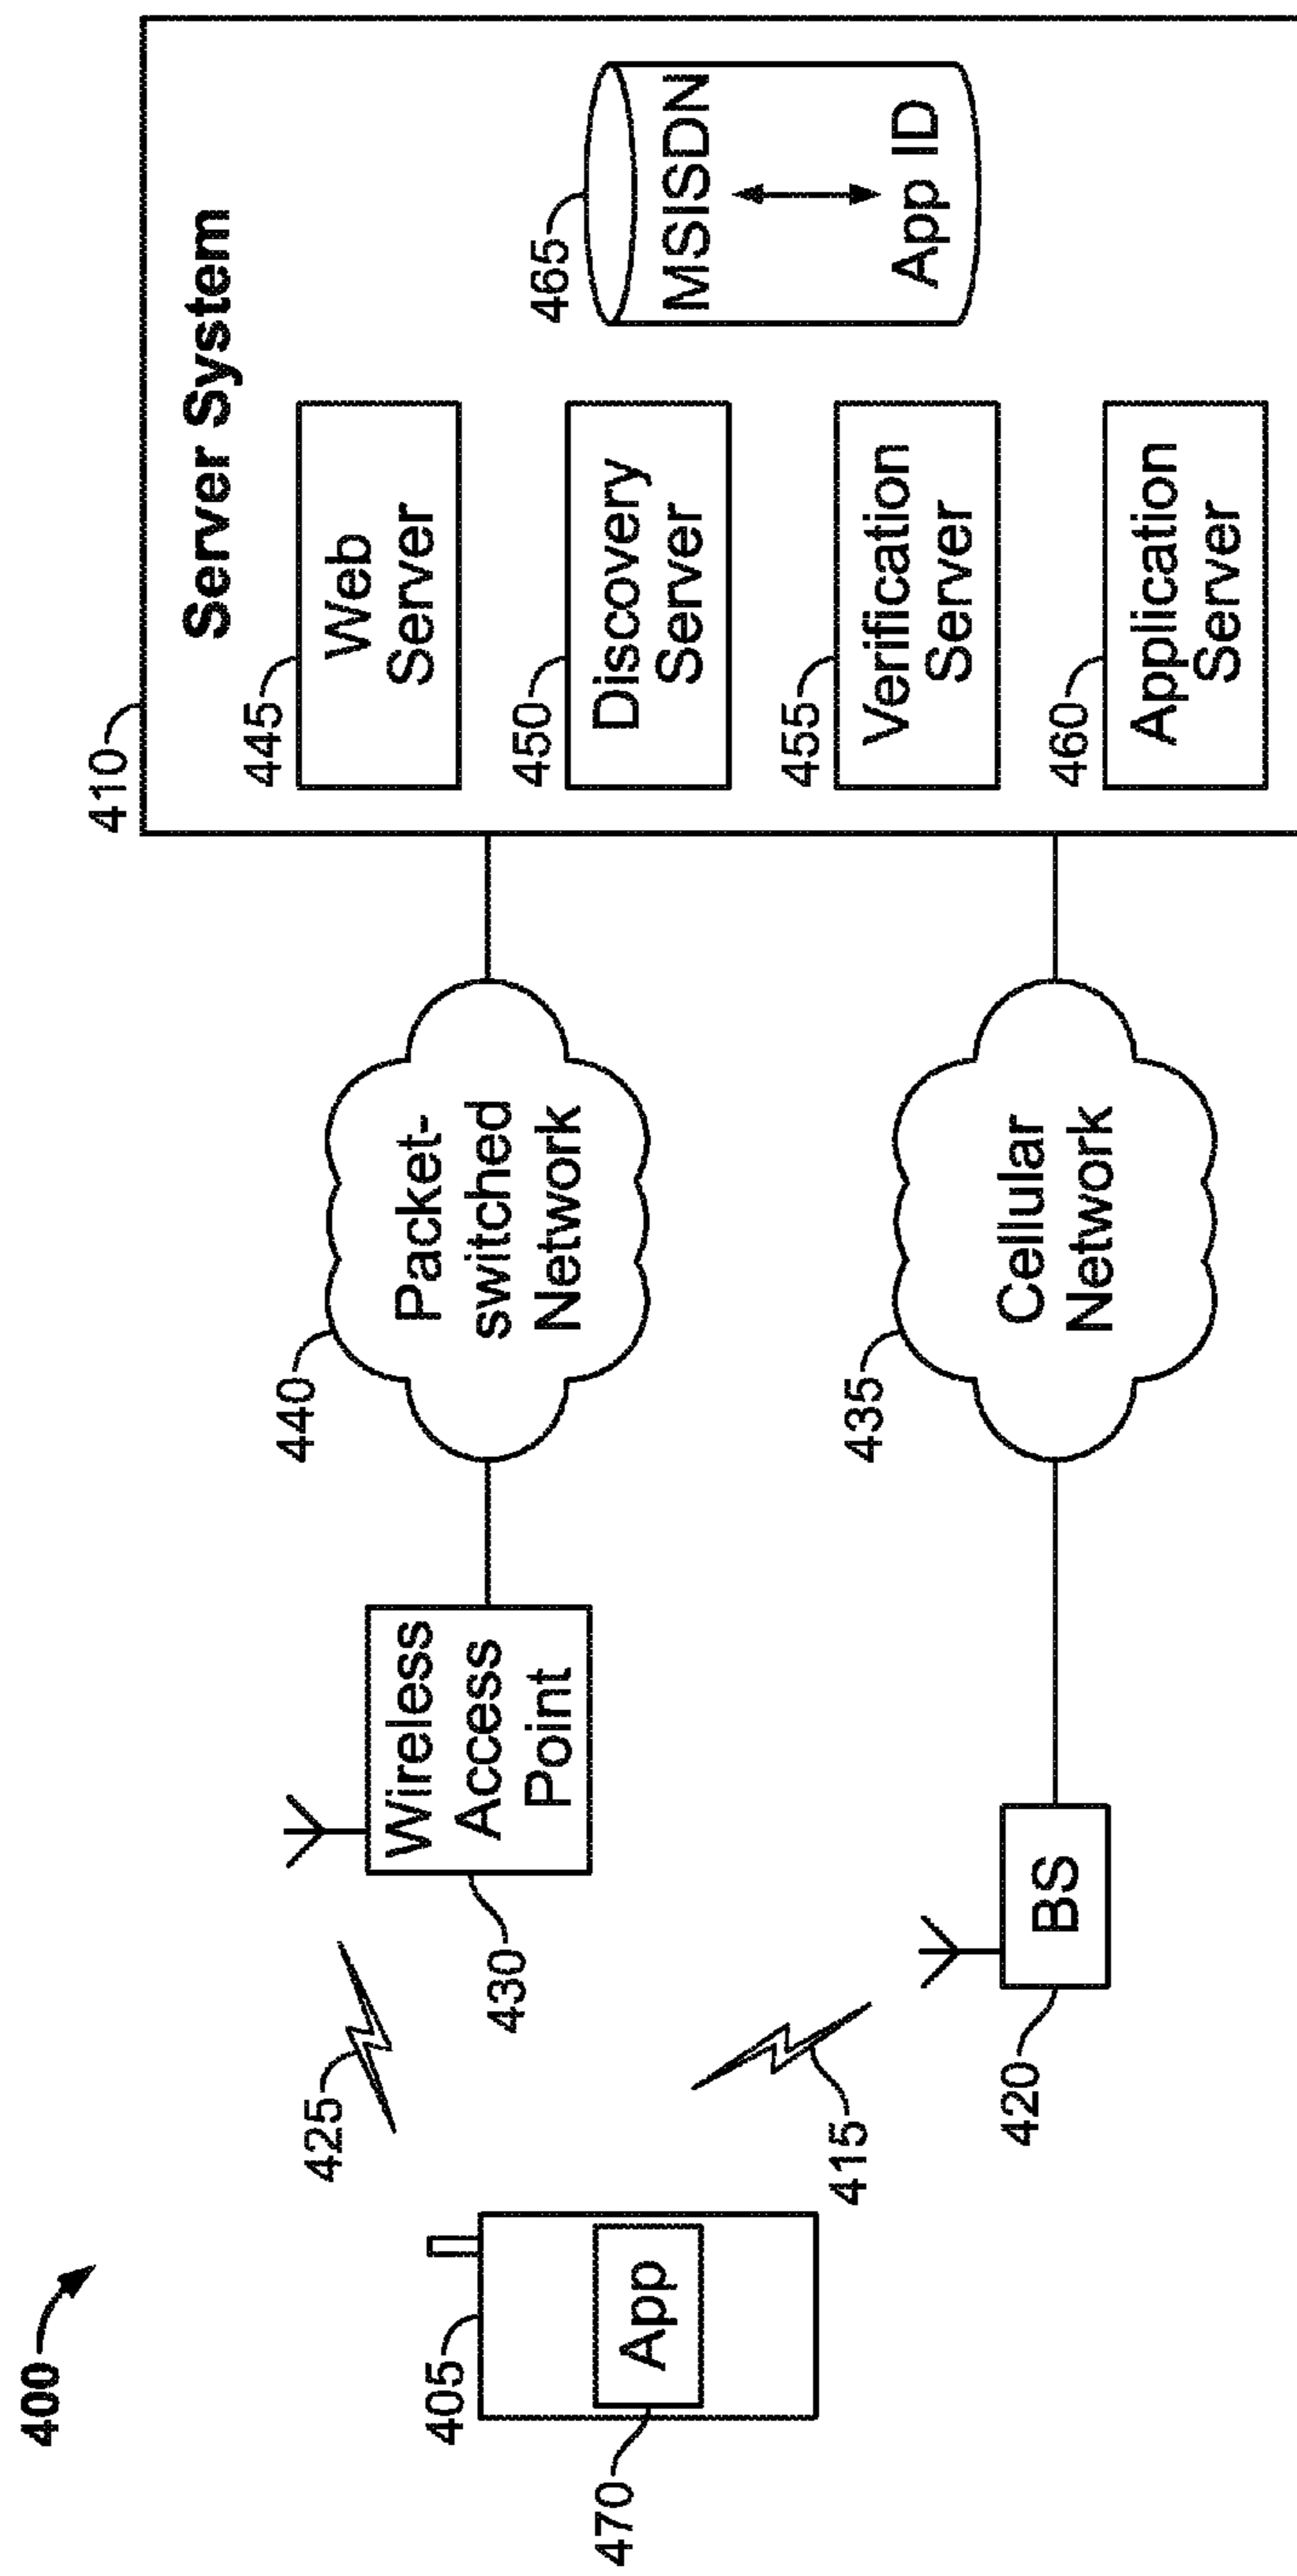 400
410
Server System
445
Web
Server
450
Discovery
Server
455
Verification
Server
460
Application
Server
465
MSISDN
App ID
440
Packet-
switched
Network
435
Cellular
Network
430
Wireless
Access
Point
425
415
420
BS
405
App
470